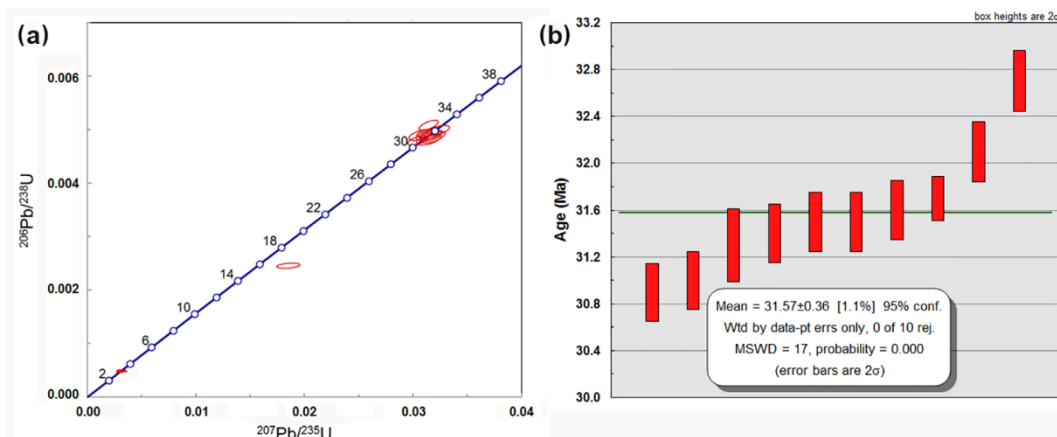 (a)
0.006
0.004
0.002
0.000
²⁰⁶Pb/²³⁸U
2
6
10
14
18
22
26
30
34
38
0.00
0.01
0.02
0.03
0.04
²⁰⁷Pb/²³⁵U
(b)
box heights are 2σ
33.2
32.8
32.4
32.0
31.6
31.2
30.8
30.4
30.0
Age (Ma)
Mean = 31.57±0.36 [1.1%] 95% conf.
Wtd by data-pt errs only, 0 of 10 rej.
MSWD = 17, probability = 0.000
(error bars are 2σ)